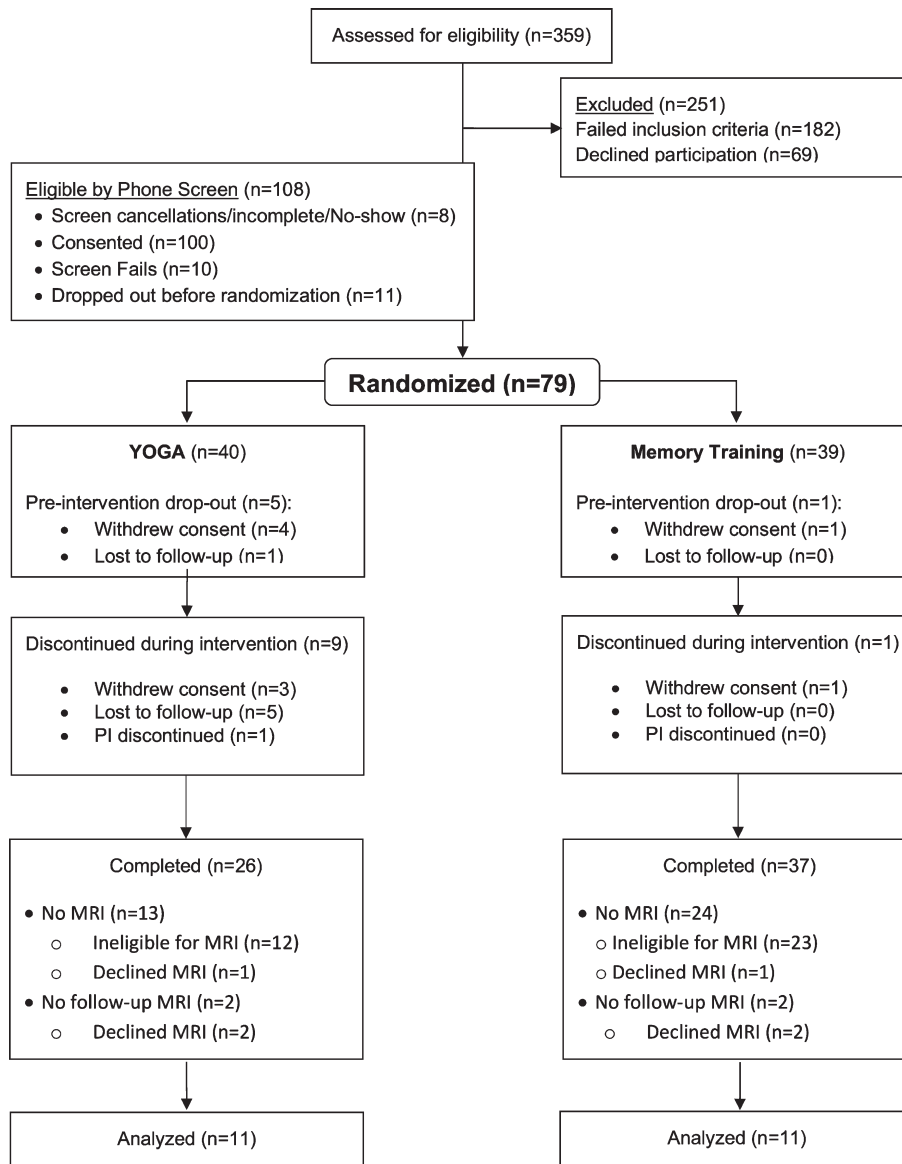 Assessed for eligibility (n=359)
Excluded (n=251)
Failed inclusion criteria (n=182)
Declined participation (n=69)
Eligible by Phone Screen (n=108)
• Screen cancellations/incomplete/No-show (n=8)
• Consented (n=100)
• Screen Fails (n=10)
• Dropped out before randomization (n=11)
Randomized (n=79)
YOGA (n=40)
Pre-intervention drop-out (n=5):
• Withdrew consent (n=4)
• Lost to follow-up (n=1)
Memory Training (n=39)
Pre-intervention drop-out (n=1):
• Withdrew consent (n=1)
• Lost to follow-up (n=0)
Discontinued during intervention (n=9)
• Withdrew consent (n=3)
• Lost to follow-up (n=5)
• PI discontinued (n=1)
Discontinued during intervention (n=1)
• Withdrew consent (n=1)
• Lost to follow-up (n=0)
• PI discontinued (n=0)
Completed (n=26)
• No MRI (n=13)
o Ineligible for MRI (n=12)
o Declined MRI (n=1)
• No follow-up MRI (n=2)
o Declined MRI (n=2)
Completed (n=37)
• No MRI (n=24)
o Ineligible for MRI (n=23)
o Declined MRI (n=1)
• No follow-up MRI (n=2)
o Declined MRI (n=2)
Analyzed (n=11)
Analyzed (n=11)